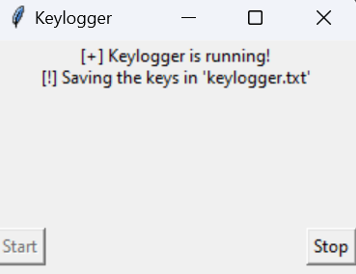 Keylogger
[+] Keylogger is running!
[!] Saving the keys in 'keylogger.txt'
Start
Stop